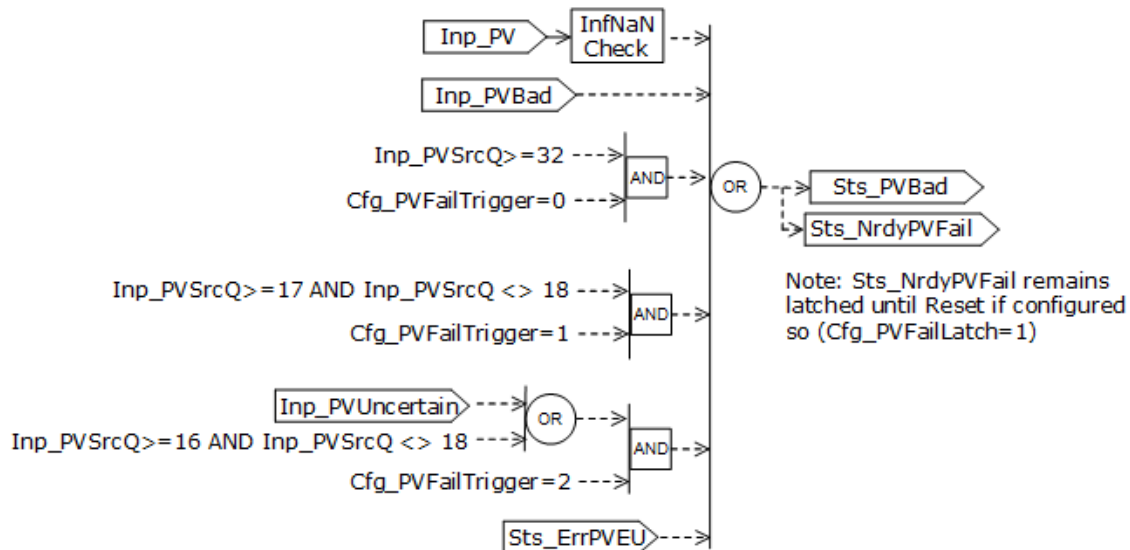 Inp_PV
InfNaN
Check
Inp_PVBad
Inp_PVSrcQ>=32
AND
Cfg_PVFailTrigger=0
OR
Sts_PVBad
Sts_NrdyPVFail
Note: Sts_NrdyPVFail remains
latched until Reset if configured
so (Cfg_PVFailLatch=1)
Inp_PVSrcQ>=17 AND Inp_PVSrcQ <> 18
AND
Cfg_PVFailTrigger=1
Inp_PVUncertain
OR
Inp_PVSrcQ>=16 AND Inp_PVSrcQ <> 18
AND
Cfg_PVFailTrigger=2
Sts_ErrPVEU